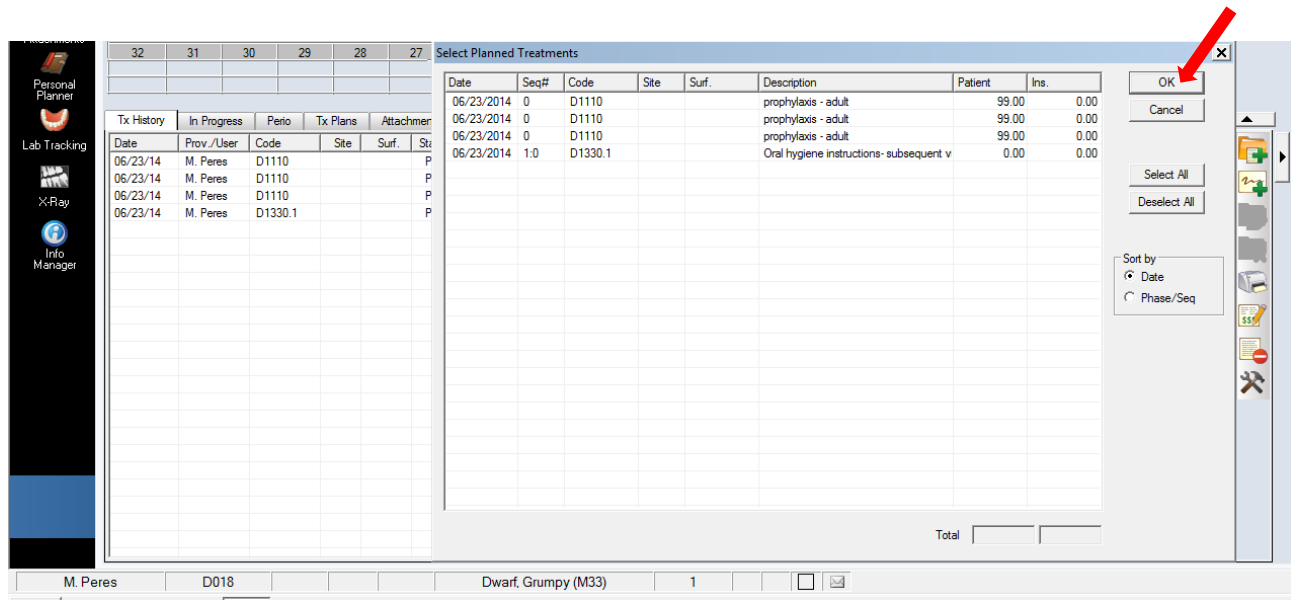 Personal
Planner
Lab Tracking
X-Ray
Info
Manager
32 31 30 29 28 27
Tx History In Progress Perio Tx Plans
Date Prov./User Code Site Surf.
06/23/14 M. Peres D1110 P
06/23/14 M. Peres D1110 P
06/23/14 M. Peres D1110 P
06/23/14 M. Peres D1330.1 P
Select Planned Treatments
Date Seq# Code Site Surf. Description Patient Ins.
06/23/2014 0 D1110 prophylaxis - adult 99.00 0.00
06/23/2014 0 D1110 prophylaxis - adult 99.00 0.00
06/23/2014 0 D1110 prophylaxis - adult 99.00 0.00
06/23/2014 1:0 D1330.1 Oral hygiene instructions- subsequent v 0.00 0.00
Total
OK
Cancel
Select All
Deselect All
Sort by
Date
Phase/Seq
M. Peres D018 Dwarf, Grumpy (M33) 1